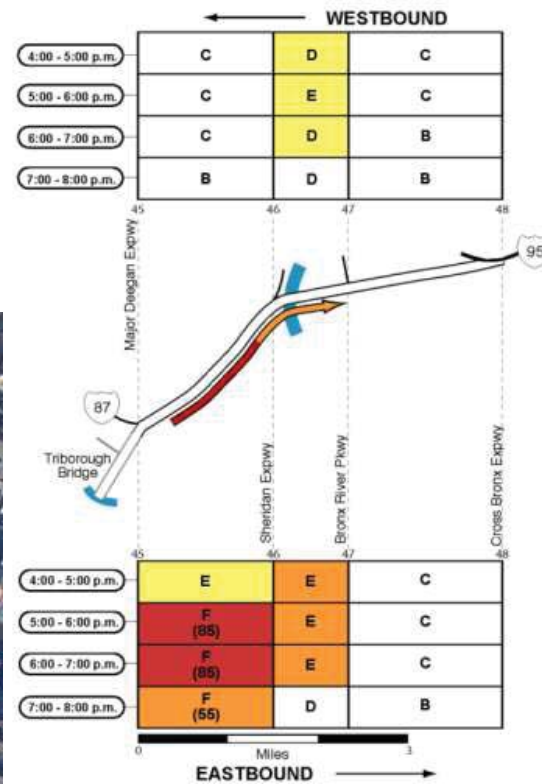 WESTBOUND
4:00 - 5:00 p.m. C D C
5:00 - 6:00 p.m. C E C
6:00 - 7:00 p.m. C D B
7:00 - 8:00 p.m. B D B
45 46 47 48
Major Deegan Expwy
95
87
Triborough
Bridge
Sheridan Expwy
Bronx River Pkwy
Cross Bronx Expwy
45 46 47 48
4:00 - 5:00 p.m. E E C
5:00 - 6:00 p.m. F (85) E C
6:00 - 7:00 p.m. F (85) E C
7:00 - 8:00 p.m. F (55) D B
0 Miles 3
EASTBOUND